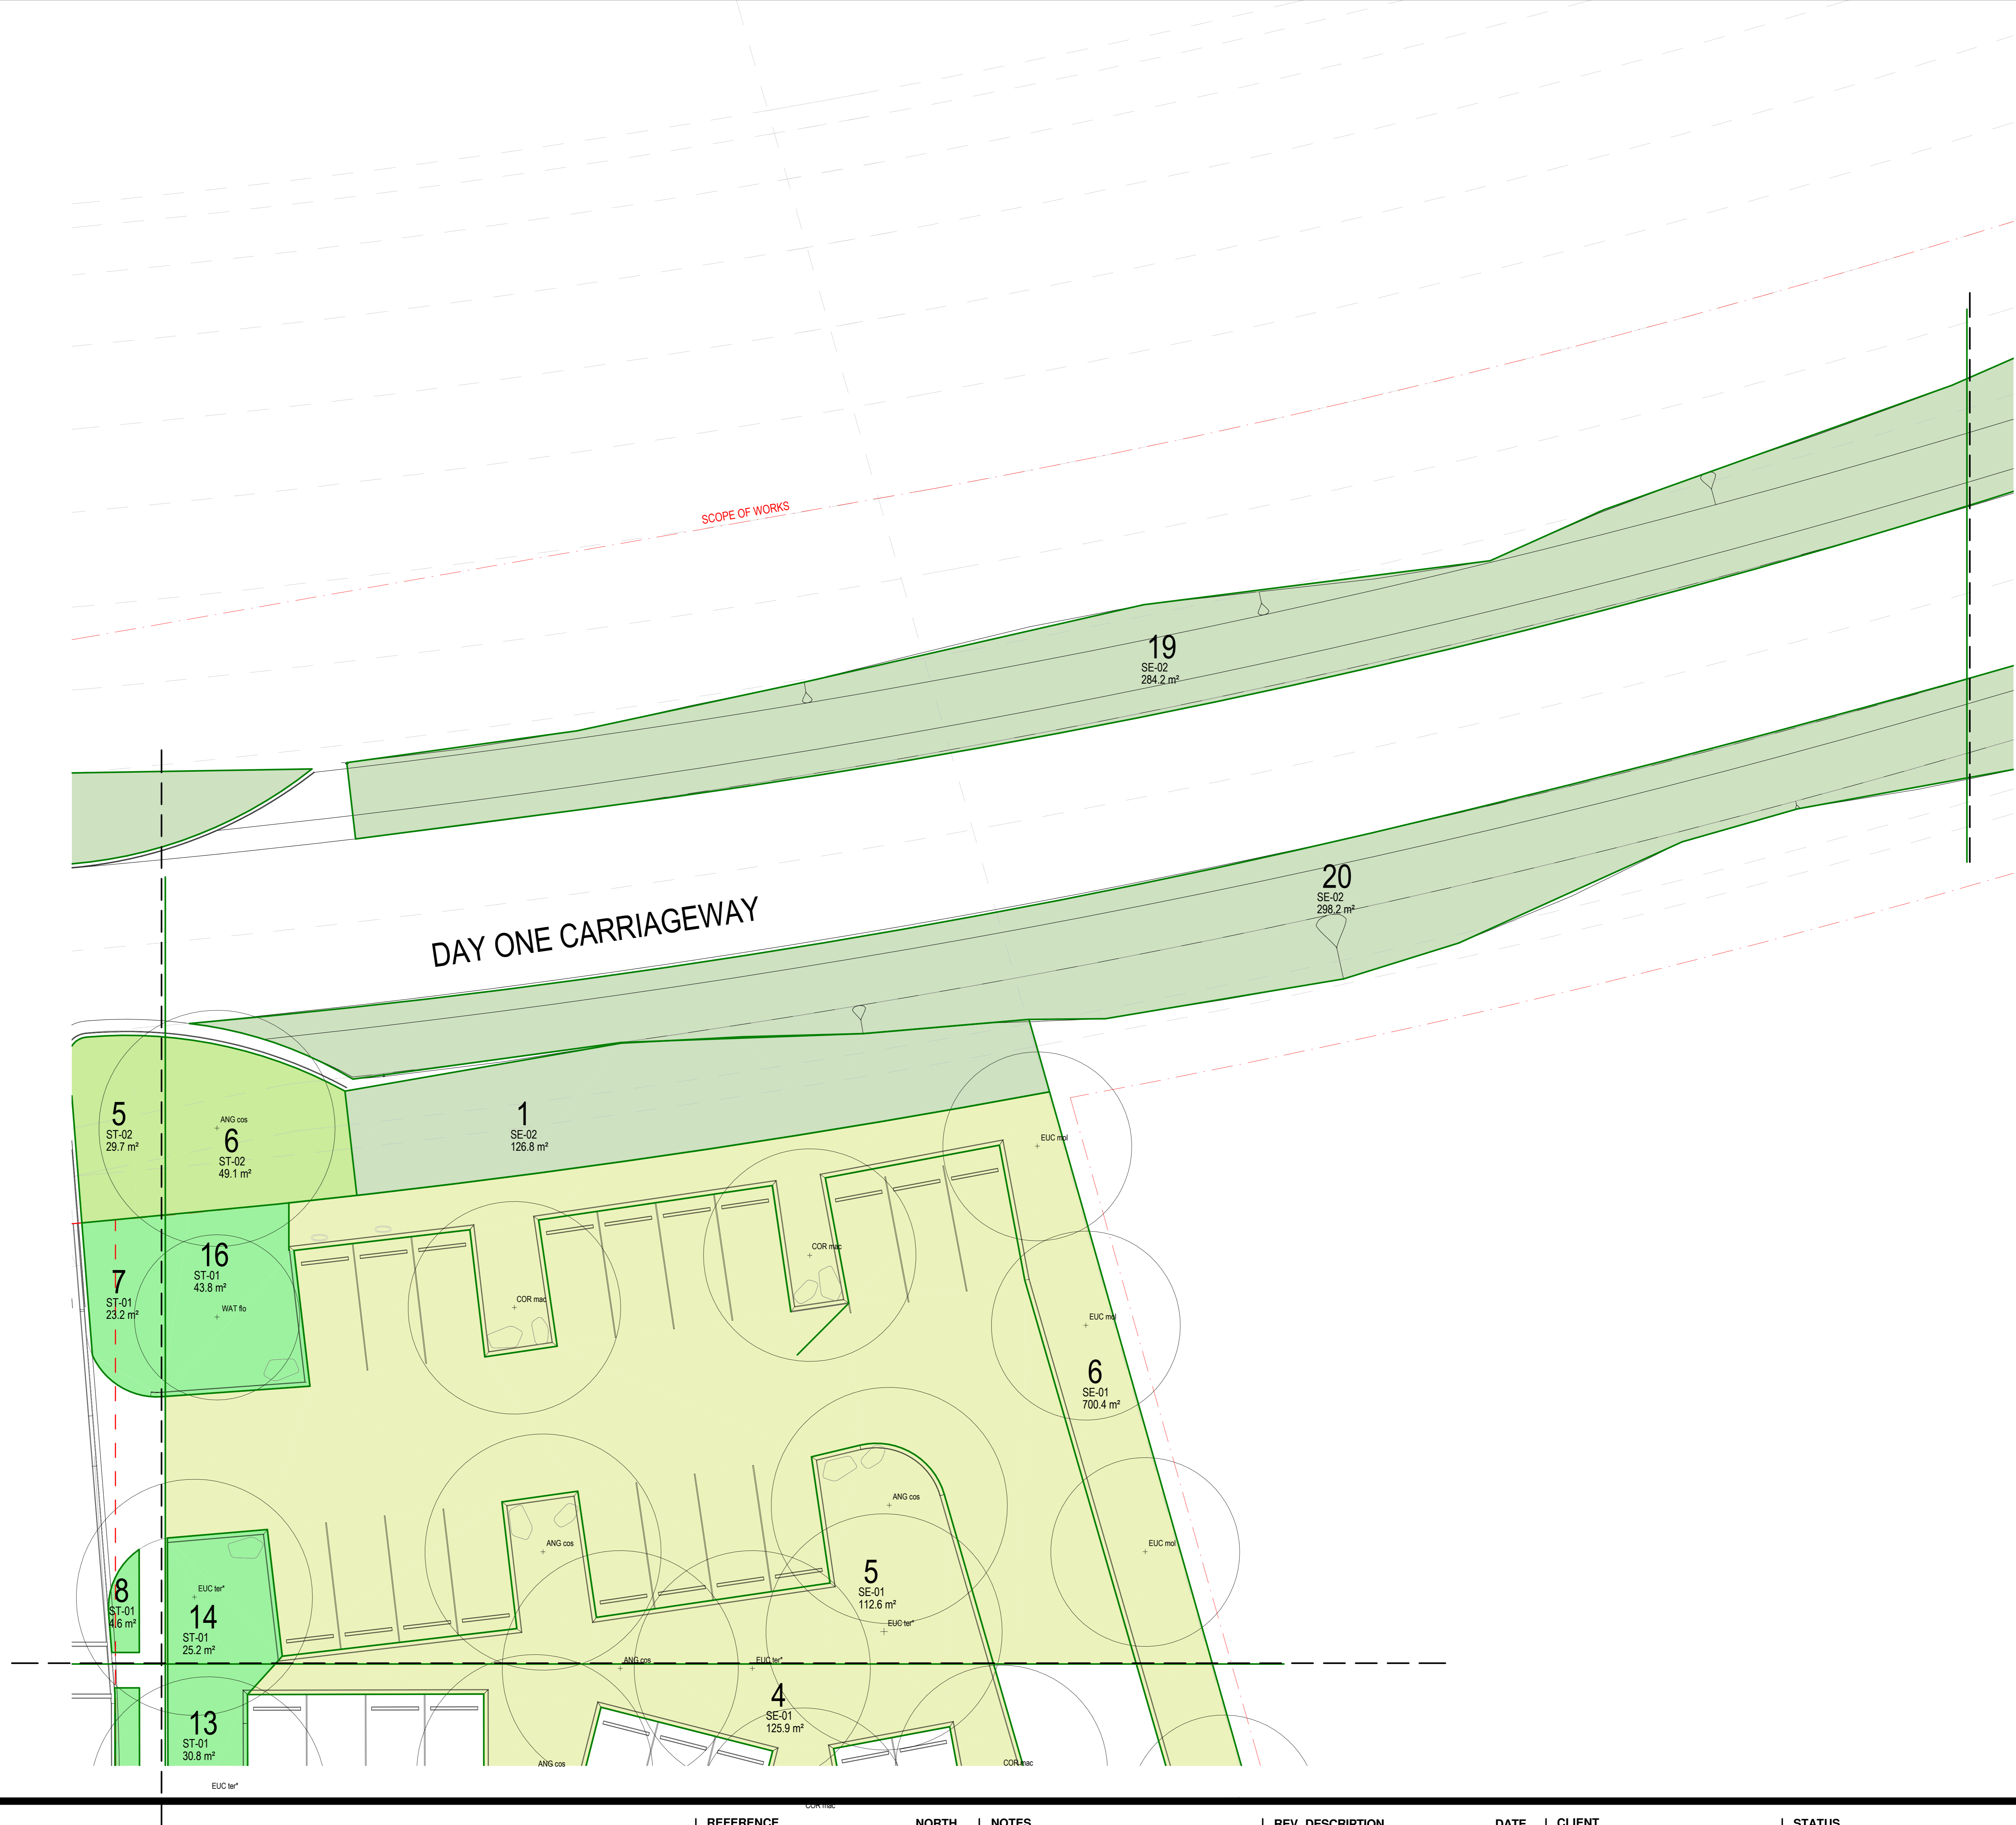 SCOPE OF WORKS
19
SE-02
284.2 m²
20
SE-02
298.2 m²
DAY ONE CARRIAGEWAY
5
ST-02
29.7 m²
ANG cos
6
ST-02
49.1 m²
1
SE-02
126.8 m²
EUC mol
16
ST-01
43.8 m²
7
ST-01
23.2 m²
WAT flo
COR mac
COR mac
EUC mol
6
SE-01
700.4 m²
ANG cos
ANG cos
EUC mol
8
ST-01
4.6 m²
EUC ter*
14
ST-01
25.2 m²
5
SE-01
112.6 m²
EUC ter*
ANG cos
EUC ter*
4
SE-01
125.9 m²
13
ST-01
30.8 m²
ANG cos
COR mac
EUC ter*
COR mac
REFERENCE
NORTH
NOTES
REV DESCRIPTION
DATE
CLIENT
STATUS